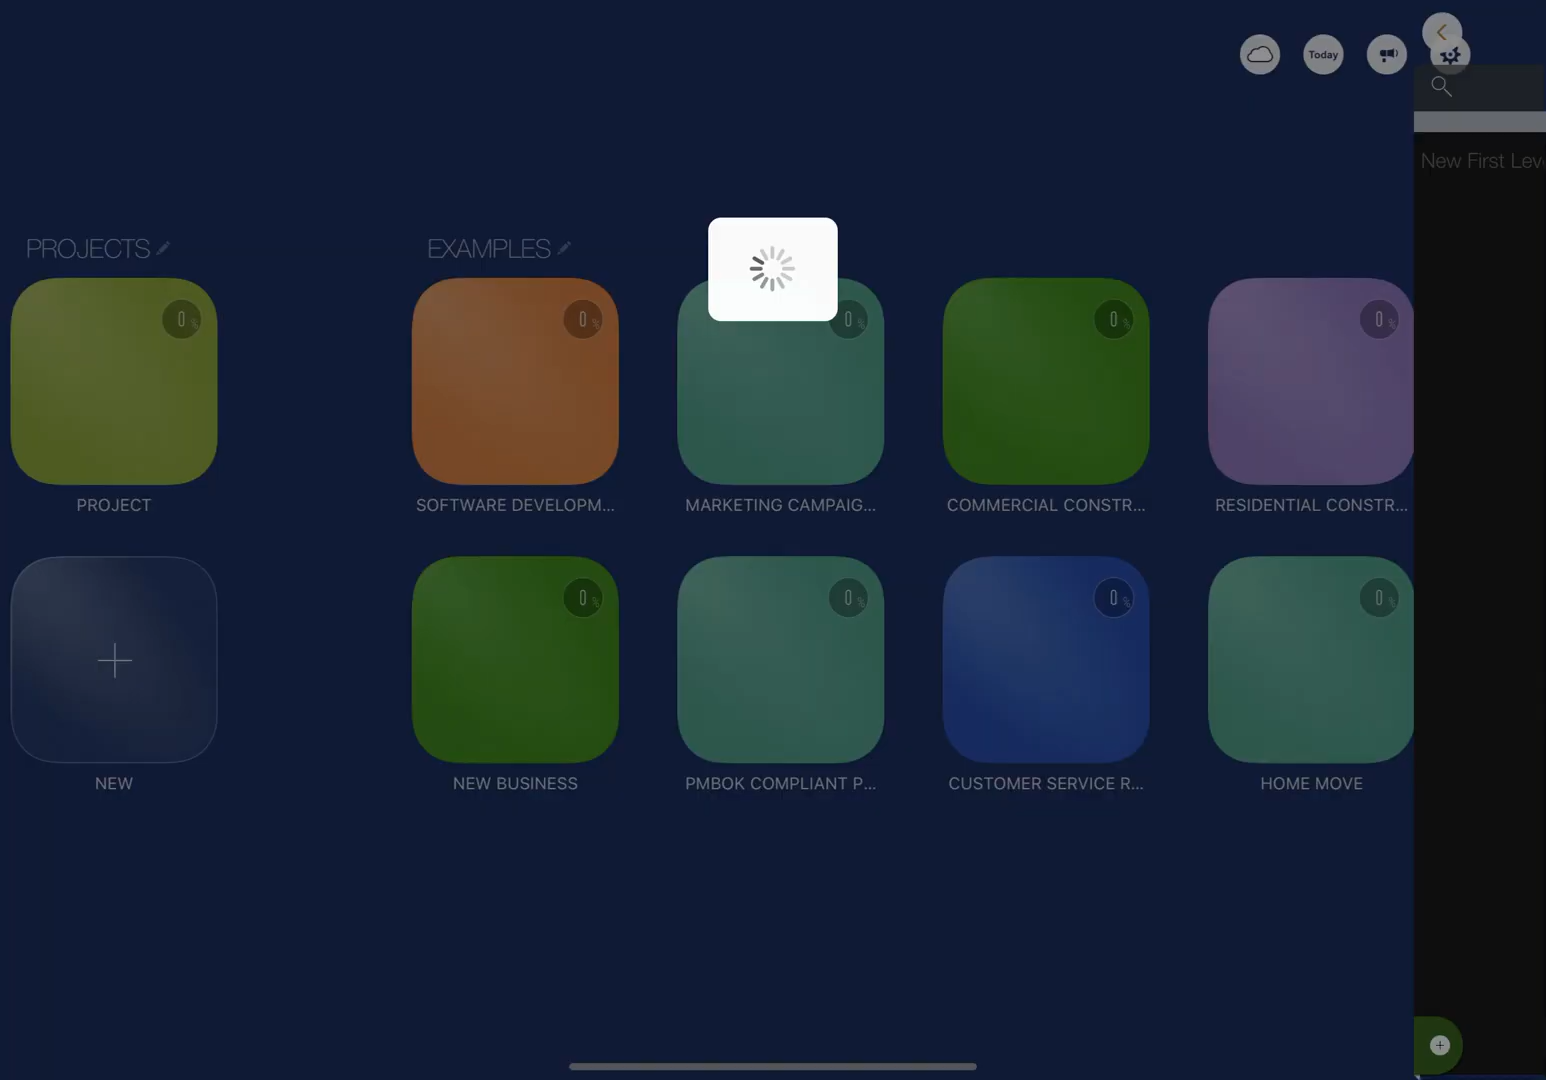 Today
New First Lev
PROJECTS
EXAMPLES
0 %
0 %
0 %
0 %
0 %
PROJECT
SOFTWARE DEVELOPM...
MARKETING CAMPAIG...
COMMERCIAL CONSTR...
RESIDENTIAL CONSTR...
0 %
0 %
0 %
0 %
NEW
NEW BUSINESS
PMBOK COMPLIANT P...
CUSTOMER SERVICE R...
HOME MOVE